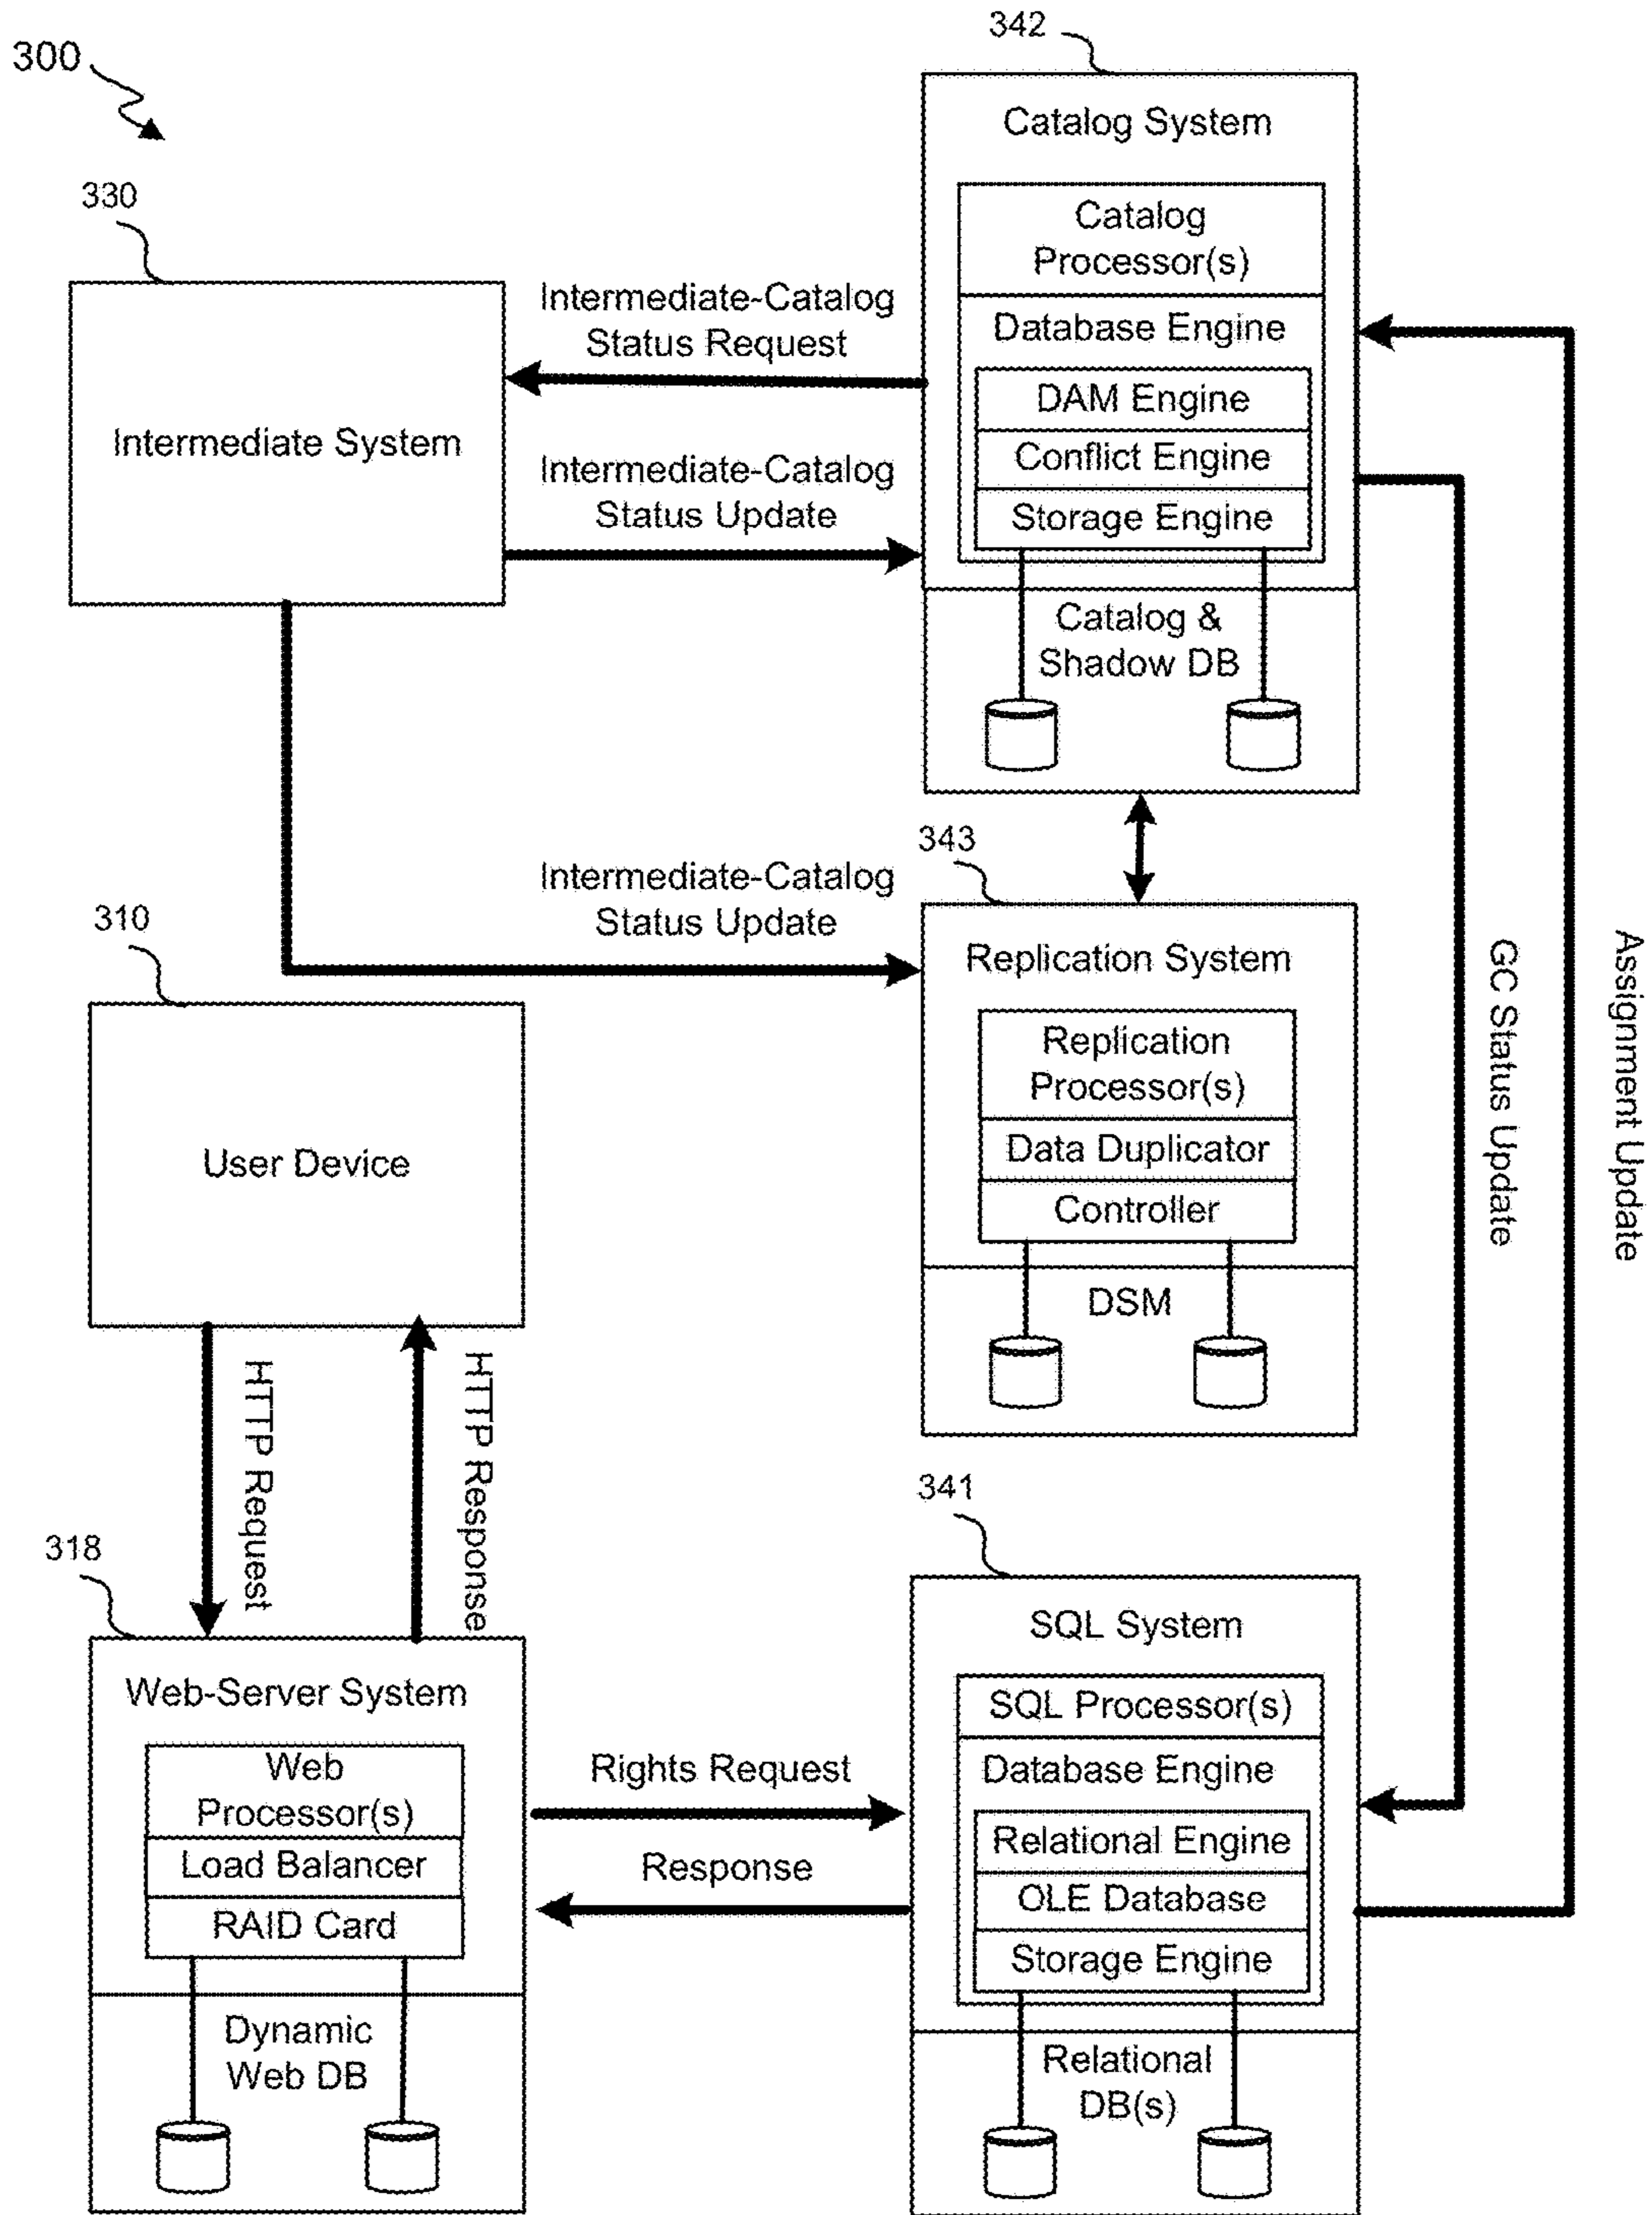 300
342
Catalog System
Catalog
Processor(s)
Database Engine
DAM Engine
Conflict Engine
Storage Engine
Catalog &
Shadow DB
330
Intermediate System
Intermediate-Catalog
Status Request
Intermediate-Catalog
Status Update
Intermediate-Catalog
Status Update
343
Replication System
Replication
Processor(s)
Data Duplicator
Controller
DSM
GC Status Update
Assignment Update
310
User Device
HTTP Request
HTTP Response
318
Web-Server System
Web
Processor(s)
Load Balancer
RAID Card
Dynamic
Web DB
Rights Request
Response
341
SQL System
SQL Processor(s)
Database Engine
Relational Engine
OLE Database
Storage Engine
Relational
DB(s)